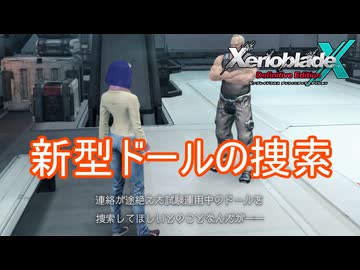 XenobladeX
Definitive Edition
新型ドールの捜索
連絡が途絶えた試験運用中のドールを
捜索してほしいとのことなんだが――